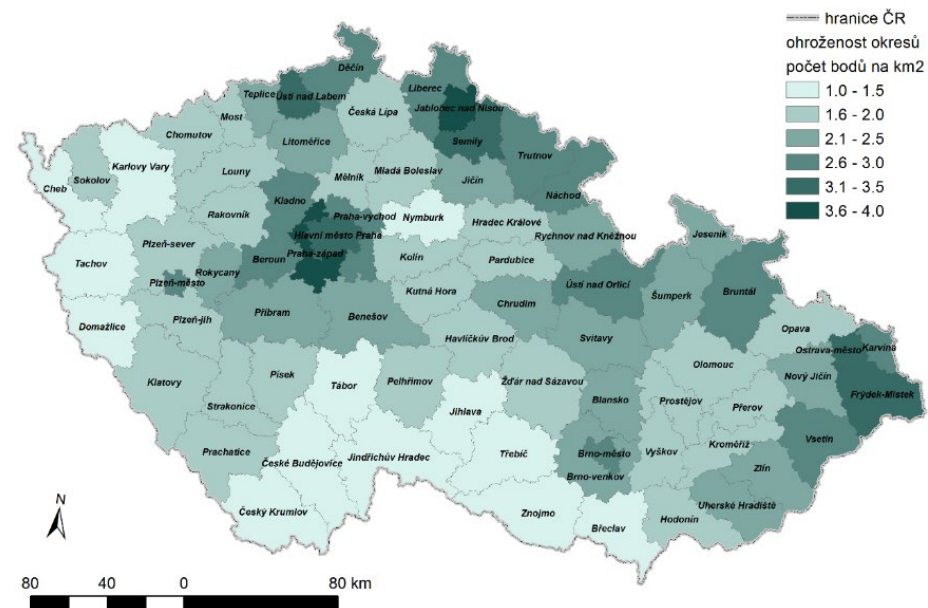 hranice ČR
ohroženost okresů
počet bodů na km2
1.0 - 1.5
1.6 - 2.0
2.1 - 2.5
2.6 - 3.0
3.1 - 3.5
3.6 - 4.0
Děčín
Teplice
Ústí nad Labem
Liberec
Jablonec nad Nisou
Most
Česká Lípa
Chomutov
Litoměřice
Semily
Trutnov
Karlovy Vary
Sokolov
Cheb
Louny
Mělník
Mladá Boleslav
Jičín
Náchod
Kladno
Rakovník
Praha-východ
Nymburk
Hradec Králové
Hlavní město Praha
Rychnov nad Kněžnou
Jeseník
Praha-západ
Plzeň-sever
Beroun
Kolín
Pardubice
Tachov
Rokycany
Plzeň-město
Kutná Hora
Ústí nad Orlicí
Šumperk
Bruntál
Příbram
Benešov
Chrudim
Plzeň-jih
Domažlice
Opava
Havlíčkův Brod
Svitavy
Ostrava-město
Karviná
Olomouc
Nový Jičín
Klatovy
Písek
Tábor
Pelhřimov
Žďár nad Sázavou
Frýdek-Místek
Blansko
Prostějov
Přerov
Strakonice
Jihlava
Vsetín
Kroměříž
Prachatice
České Budějovice
Jindřichův Hradec
Třebíč
Brno-město
Vyškov
Zlín
Brno-venkov
Uherské Hradiště
Český Krumlov
Znojmo
Břeclav
Hodonín
N
80 40 0 80 km